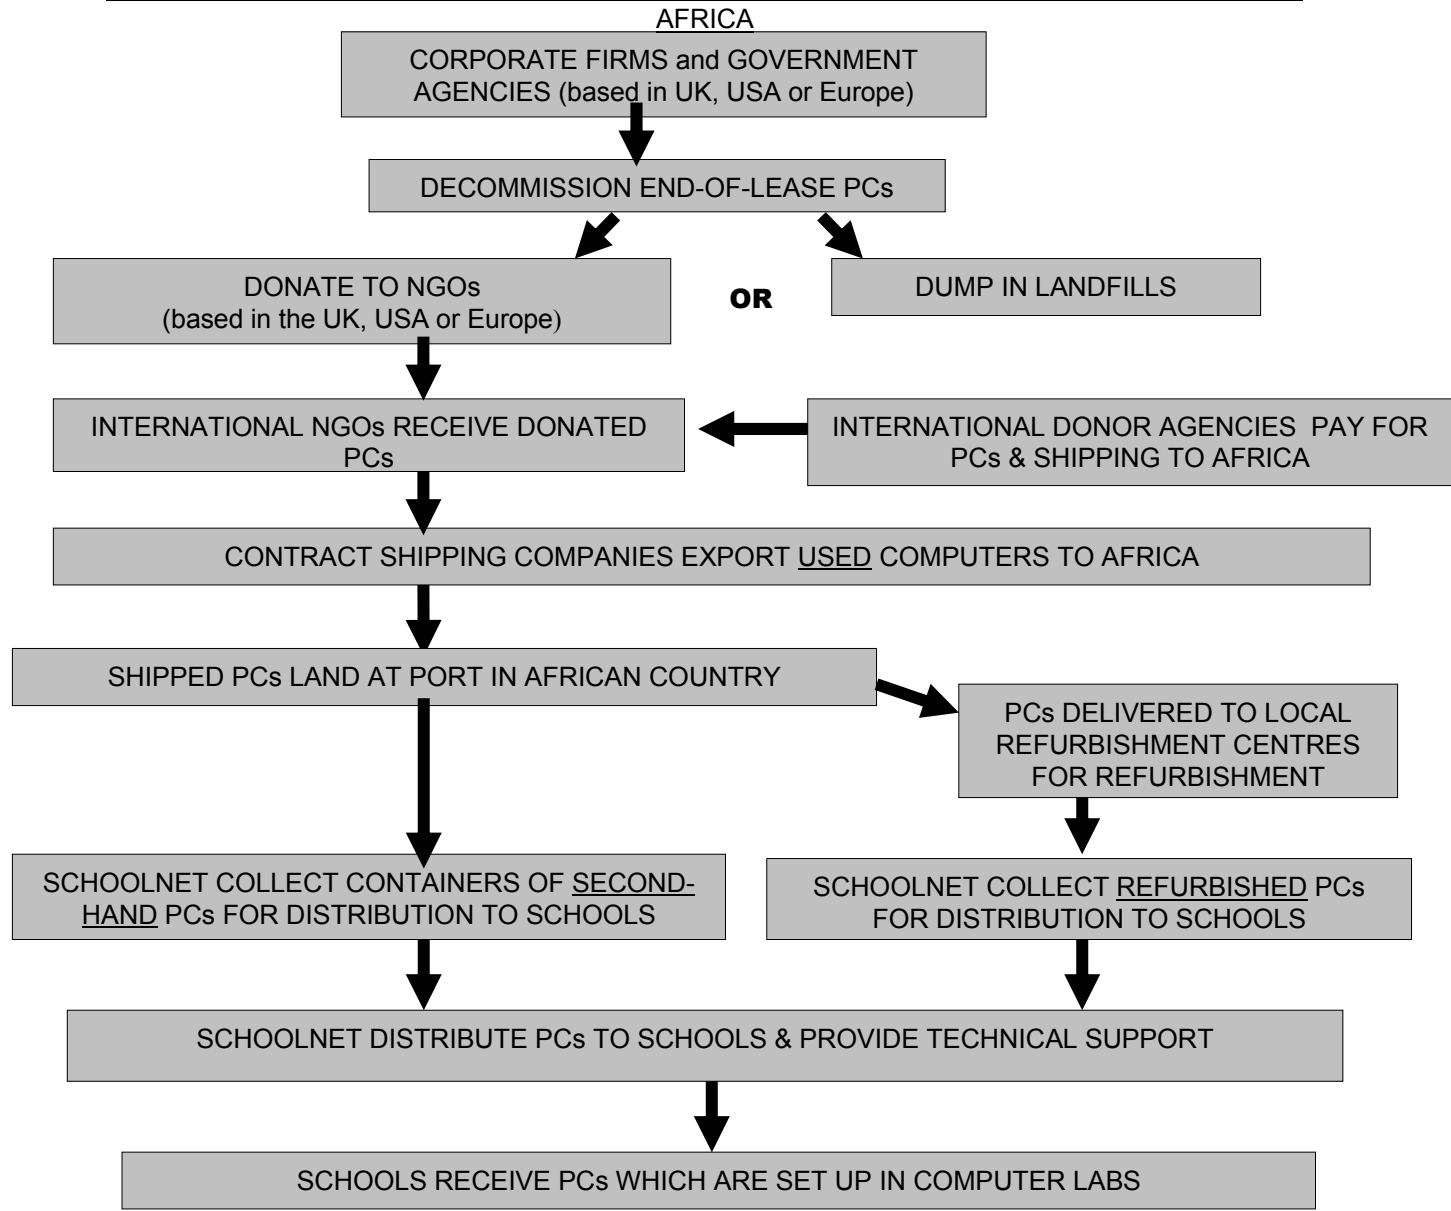 AFRICA
CORPORATE FIRMS and GOVERNMENT
AGENCIES (based in UK, USA or Europe)
DECOMMISSION END-OF-LEASE PCs
DONATE TO NGOs
(based in the UK, USA or Europe)
OR
DUMP IN LANDFILLS
INTERNATIONAL NGOs RECEIVE DONATED
PCs
INTERNATIONAL DONOR AGENCIES PAY FOR
PCs & SHIPPING TO AFRICA
CONTRACT SHIPPING COMPANIES EXPORT USED COMPUTERS TO AFRICA
SHIPPED PCs LAND AT PORT IN AFRICAN COUNTRY
PCs DELIVERED TO LOCAL
REFURBISHMENT CENTRES
FOR REFURBISHMENT
SCHOOLNET COLLECT CONTAINERS OF SECOND-
HAND PCs FOR DISTRIBUTION TO SCHOOLS
SCHOOLNET COLLECT REFURBISHED PCs
FOR DISTRIBUTION TO SCHOOLS
SCHOOLNET DISTRIBUTE PCs TO SCHOOLS & PROVIDE TECHNICAL SUPPORT
SCHOOLS RECEIVE PCs WHICH ARE SET UP IN COMPUTER LABS